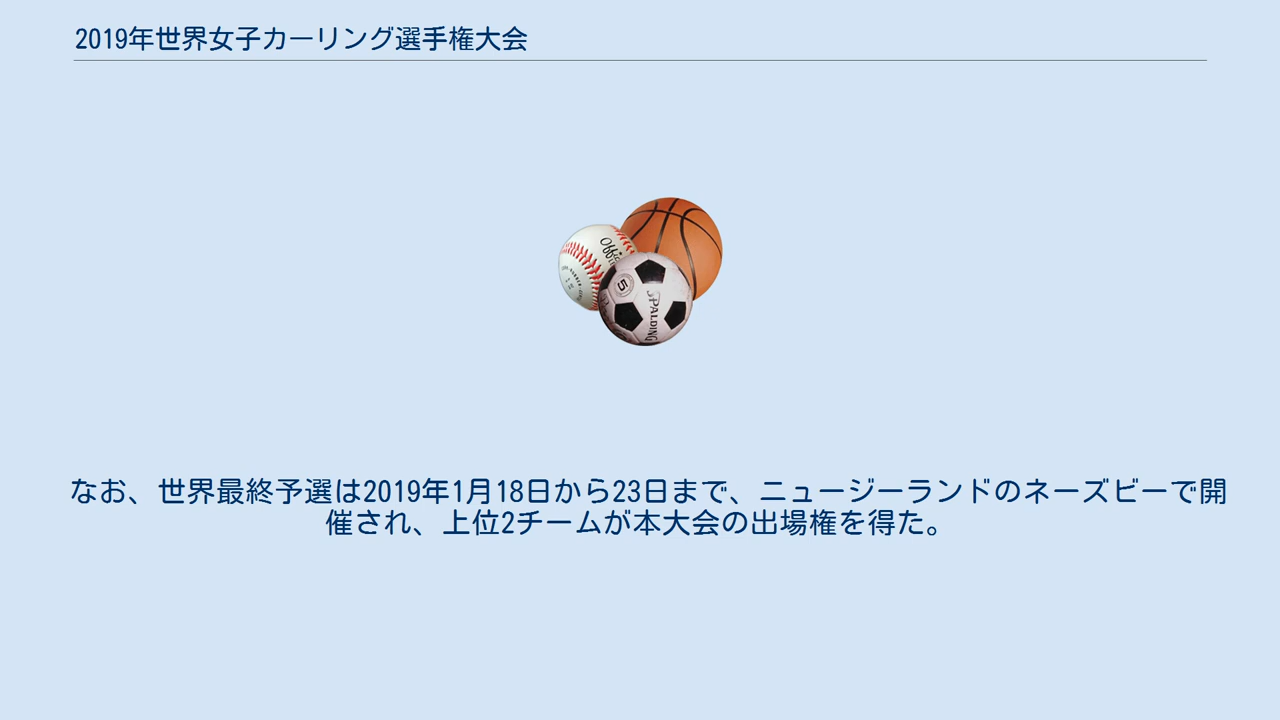 2019年世界女子カーリング選手権大会
5
SPALDING
なお、世界最終予選は2019年1月18日から23日まで、ニュージーランドのネーズビーで開
催され、上位2チームが本大会の出場権を得た。